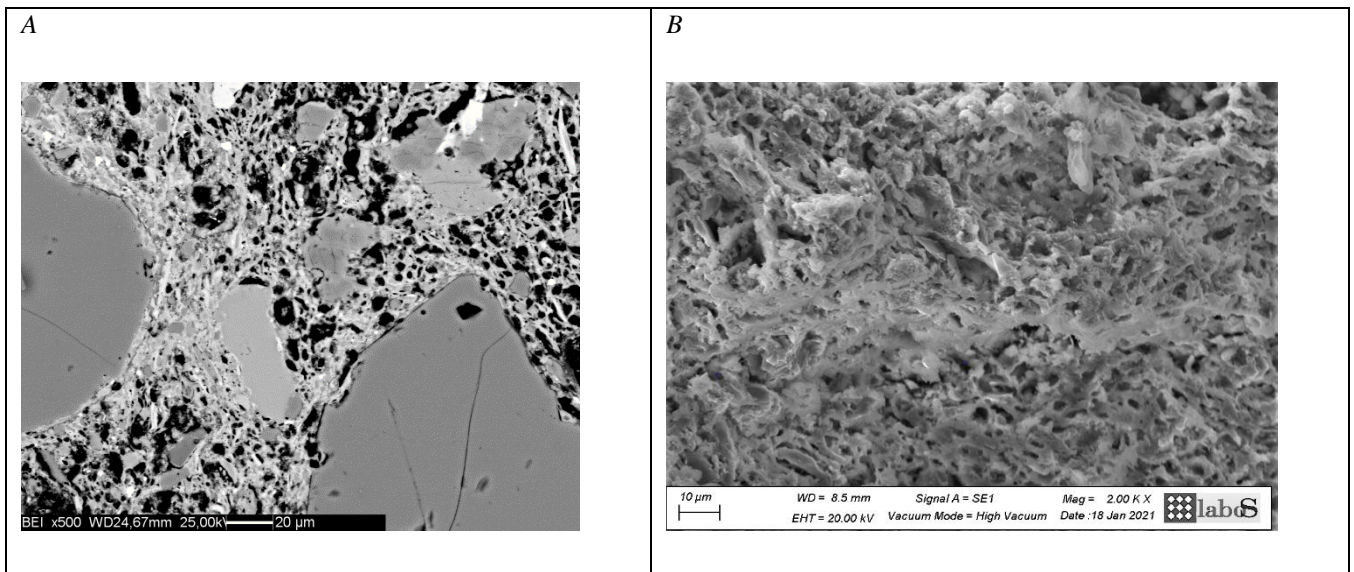 A
B
BEI x500 WD24,67mm 25,00kV 20 µm
10 µm
WD = 8.5 mm Signal A = SE1 Mag = 2.00 K X
EHT = 20.00 kV Vacuum Mode = High Vacuum Date :18 Jan 2021
laboS